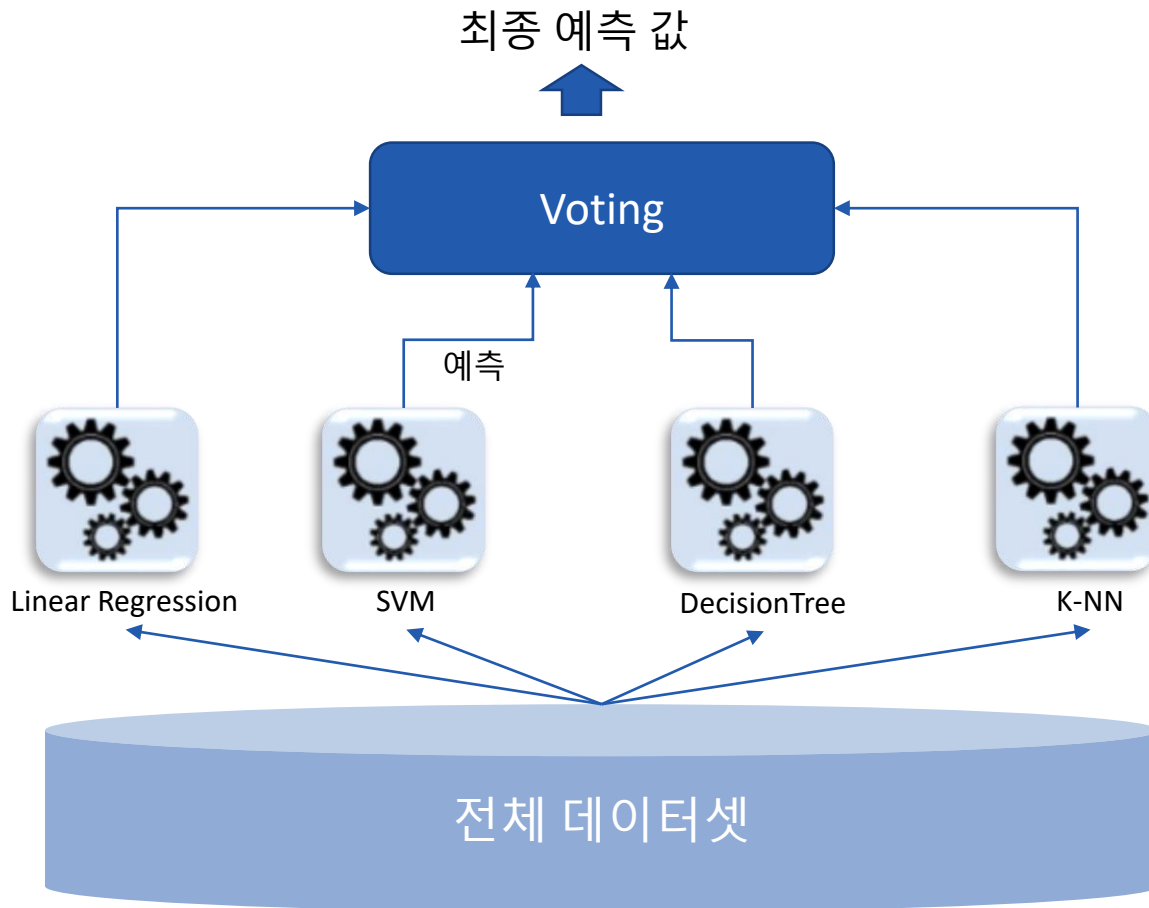 최종 예측 값
Voting
예측
Linear Regression
SVM
DecisionTree
K-NN
전체 데이터셋